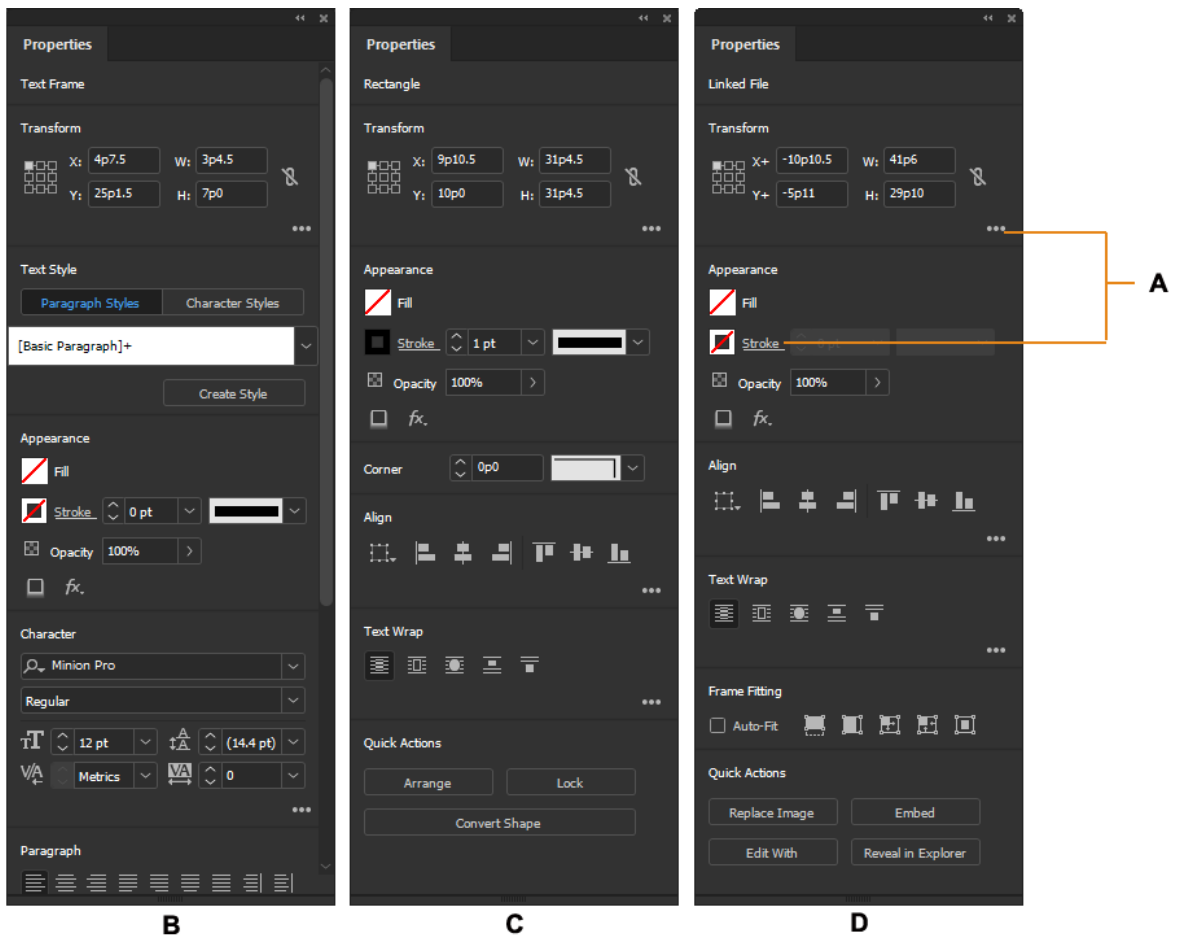 Properties
Text Frame
Transform
X: 4p7.5 W: 3p4.5
Y: 25p1.5 H: 7p0
Text Style
Paragraph Styles Character Styles
[Basic Paragraph]+
Create Style
Appearance
Fill
Stroke 0 pt
Opacity 100%
fx.
Character
Minion Pro
Regular
12 pt (14.4 pt)
Metrics 0
Paragraph
B
Properties
Rectangle
Transform
X: 9p10.5 W: 31p4.5
Y: 10p0 H: 31p4.5
Appearance
Fill
Stroke 1 pt
Opacity 100%
fx.
Corner 0p0
Align
Text Wrap
Quick Actions
Arrange Lock
Convert Shape
C
Properties
Linked File
Transform
X+ -10p10.5 W: 41p6
Y+ -5p11 H: 29p10
Appearance
Fill
Stroke 0 pt
Opacity 100%
fx.
Align
Text Wrap
Frame Fitting
Auto-Fit
Quick Actions
Replace Image Embed
Edit With Reveal in Explorer
D
A